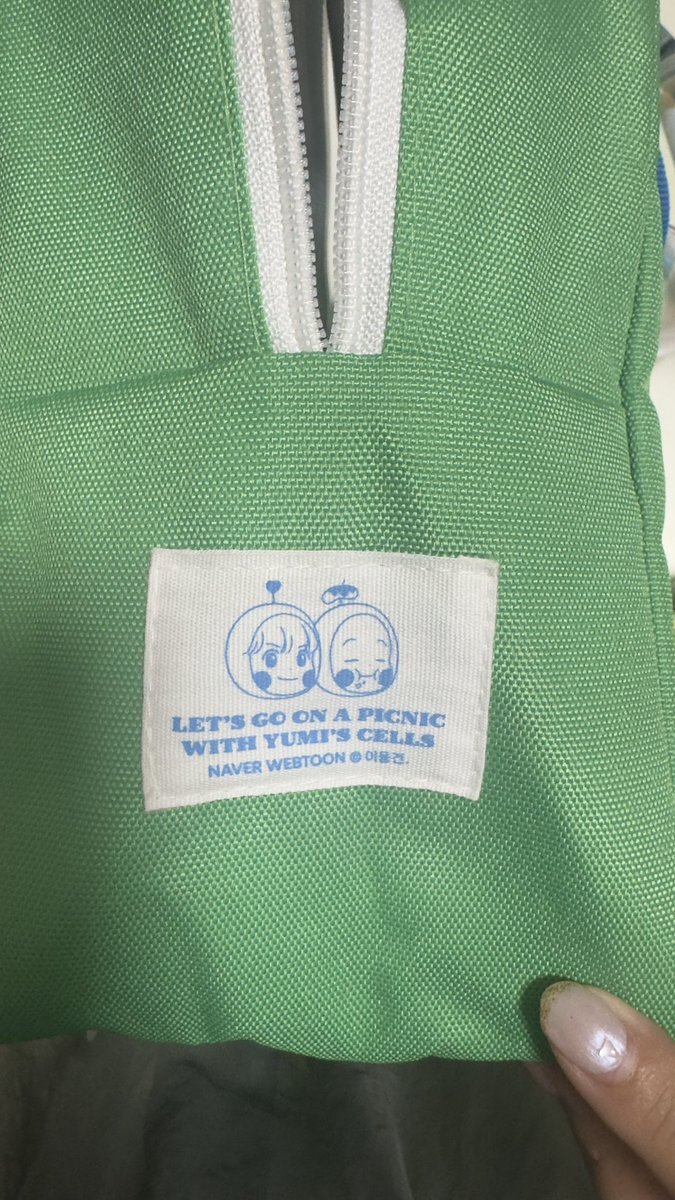 LET'S GO ON A PICNIC
WITH YUMI'S CELLS
NAVER WEBTOON @ 이동건.